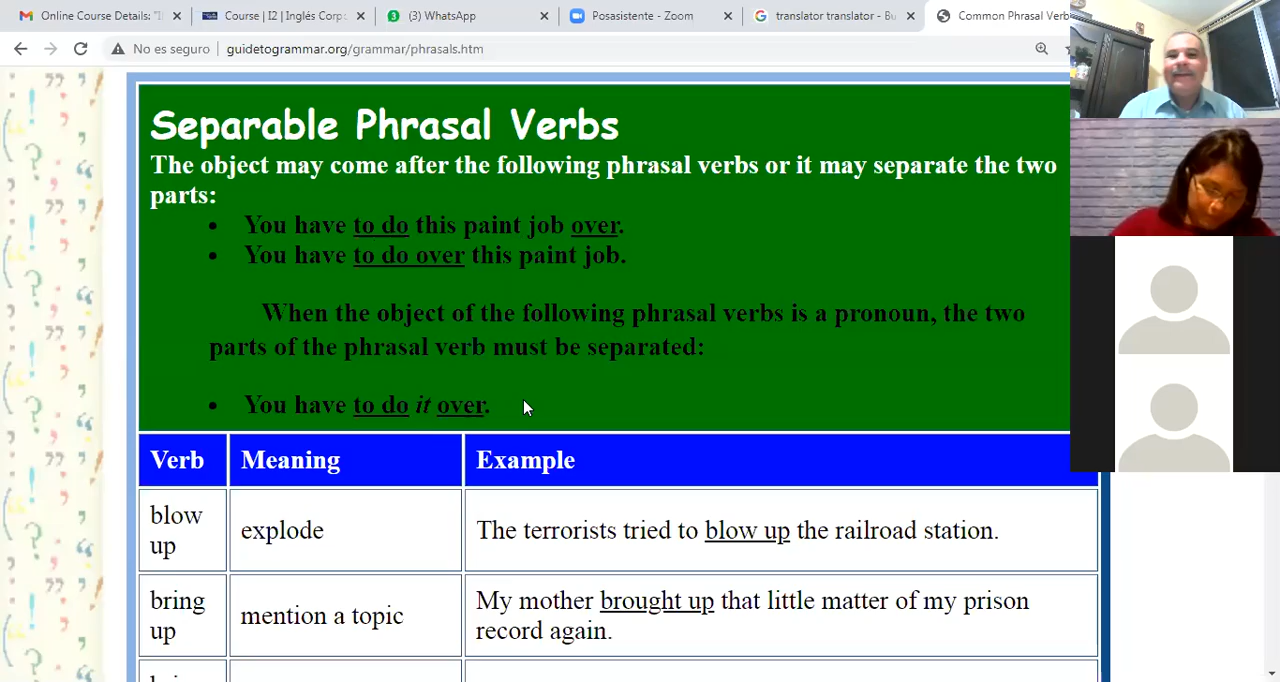 Online Course Details: "I
Course | I2 | Inglés Corp
(3) WhatsApp
Posasistente - Zoom
translator translator - Bu
Common Phrasal Verb
No es seguro
guidetogrammar.org/grammar/phrasals.htm
Separable Phrasal Verbs
The object may come after the following phrasal verbs or it may separate the two
parts:
• You have to do this paint job over.
• You have to do over this paint job.
When the object of the following phrasal verbs is a pronoun, the two
parts of the phrasal verb must be separated:
• You have to do it over.
Verb Meaning Example
blow
up
explode
The terrorists tried to blow up the railroad station.
bring
up
mention a topic
My mother brought up that little matter of my prison
record again.